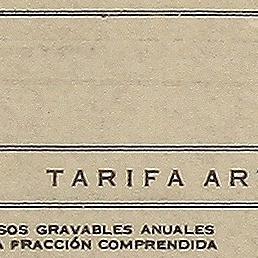 TARIFA AR
SOS GRAVABLES ANUALES
A FRACCIÓN COMPRENDIDA